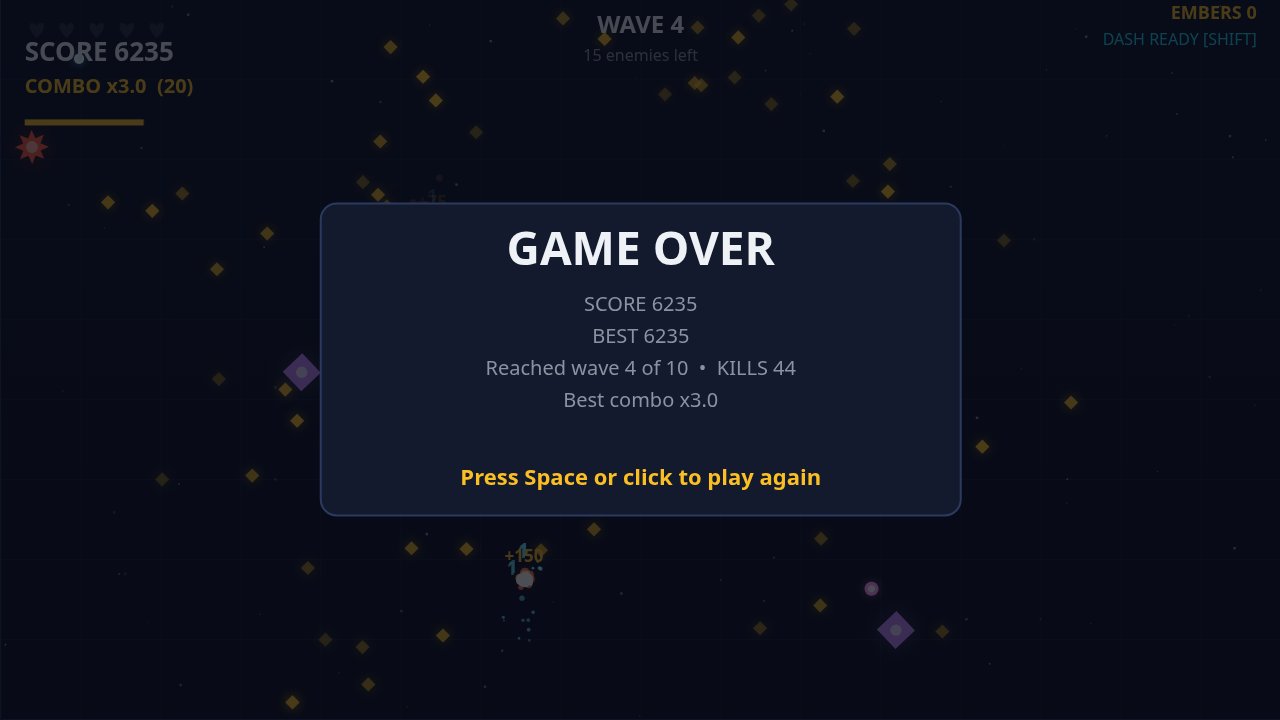 SCORE 6235
COMBO x3.0 (20)
WAVE 4
15 enemies left
EMBERS 0
DASH READY [SHIFT]
GAME OVER
SCORE 6235
BEST 6235
Reached wave 4 of 10 • KILLS 44
Best combo x3.0
Press Space or click to play again
+150
1
1